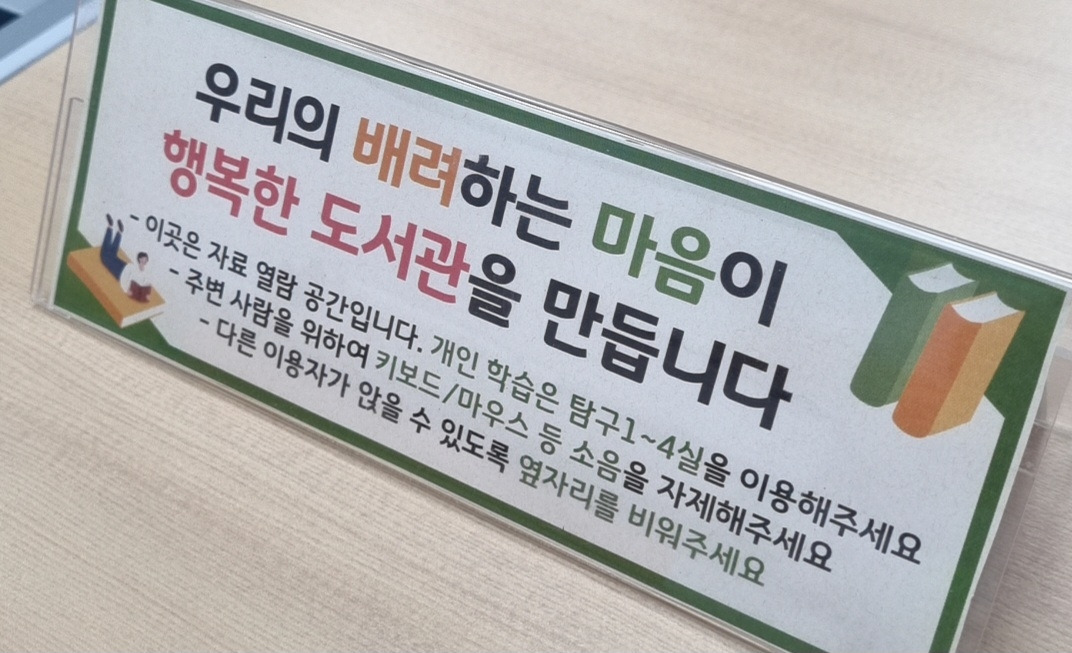 우리의 배려하는 마음이
행복한 도서관을 만듭니다
- 이곳은 자료 열람 공간입니다. 개인 학습은 탐구1~4실을 이용해주세요
- 주변 사람을 위하여 키보드/마우스 등 소음을 자제해주세요
- 다른 이용자가 앉을 수 있도록 옆자리를 비워주세요